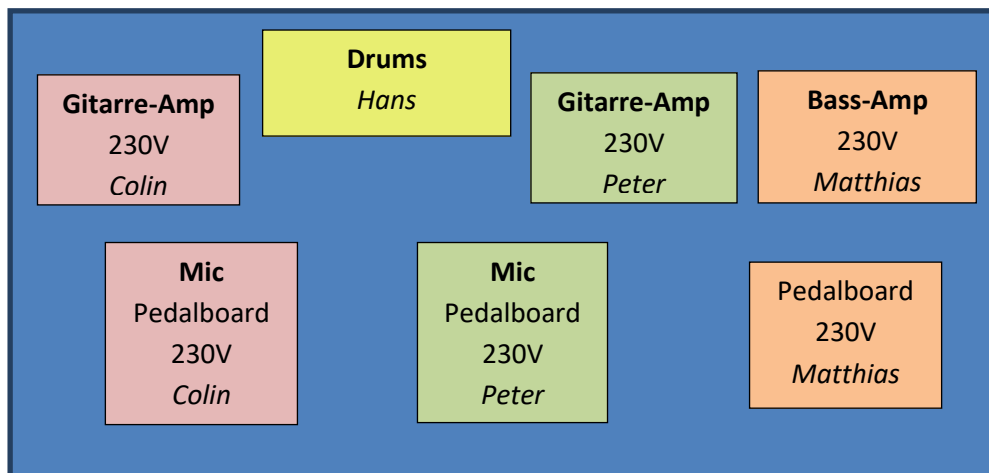 Drums
Hans
Gitarre-Amp
230V
Colin
Gitarre-Amp
230V
Peter
Bass-Amp
230V
Matthias
Mic
Pedalboard
230V
Colin
Mic
Pedalboard
230V
Peter
Pedalboard
230V
Matthias